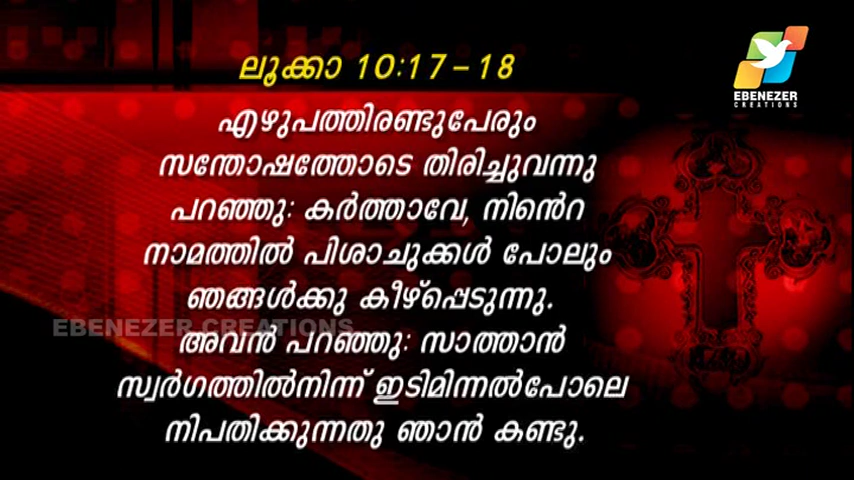 ലൂക്കാ 10:17-18
എഴുപത്തിരണ്ടുപേരും
സന്തോഷത്തോടെ തിരിച്ചുവന്നു
പറഞ്ഞു: കർത്താവേ, നിന്റെ
നാമത്തിൽ പിശാചുക്കൾ പോലും
ഞങ്ങൾക്കു കീഴ്പ്പെടുന്നു.
അവൻ പറഞ്ഞു: സാത്താൻ
സ്വർഗത്തിൽനിന്ന് ഇടിമിന്നൽപോലെ
നിപതിക്കുന്നതു ഞാൻ കണ്ടു.
EBENEZER
CREATIONS
EBENEZER CREATIONS